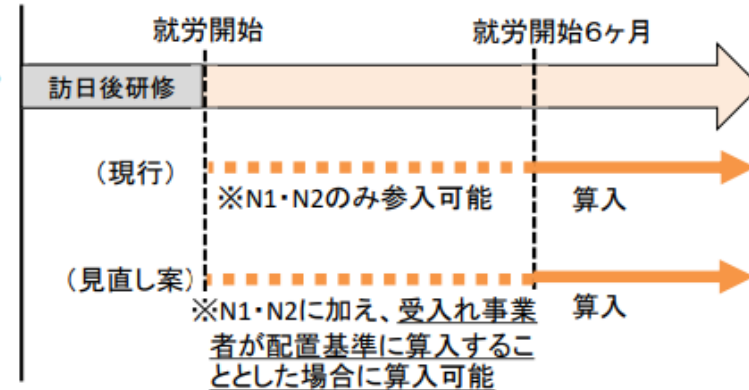 就労開始
就労開始6ヶ月
訪日後研修
(現行)
※N1・N2のみ参入可能
算入
(見直し案)
※N1・N2に加え、受入れ事業
者が配置基準に算入するこ
ととした場合に算入可能
算入